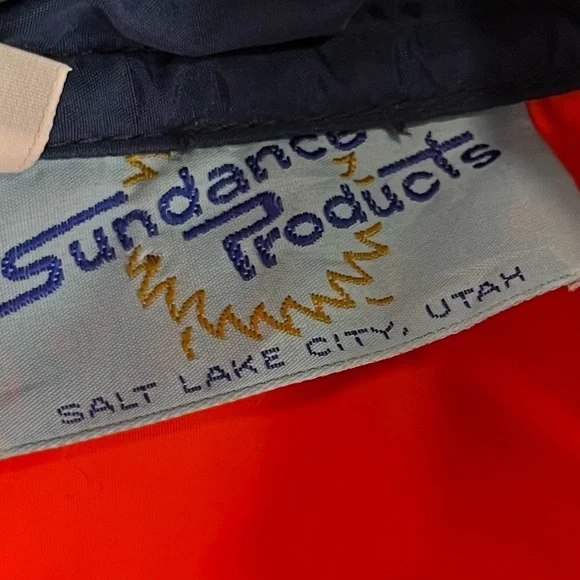 Sundance
Products
SALT LAKE CITY, UTAH